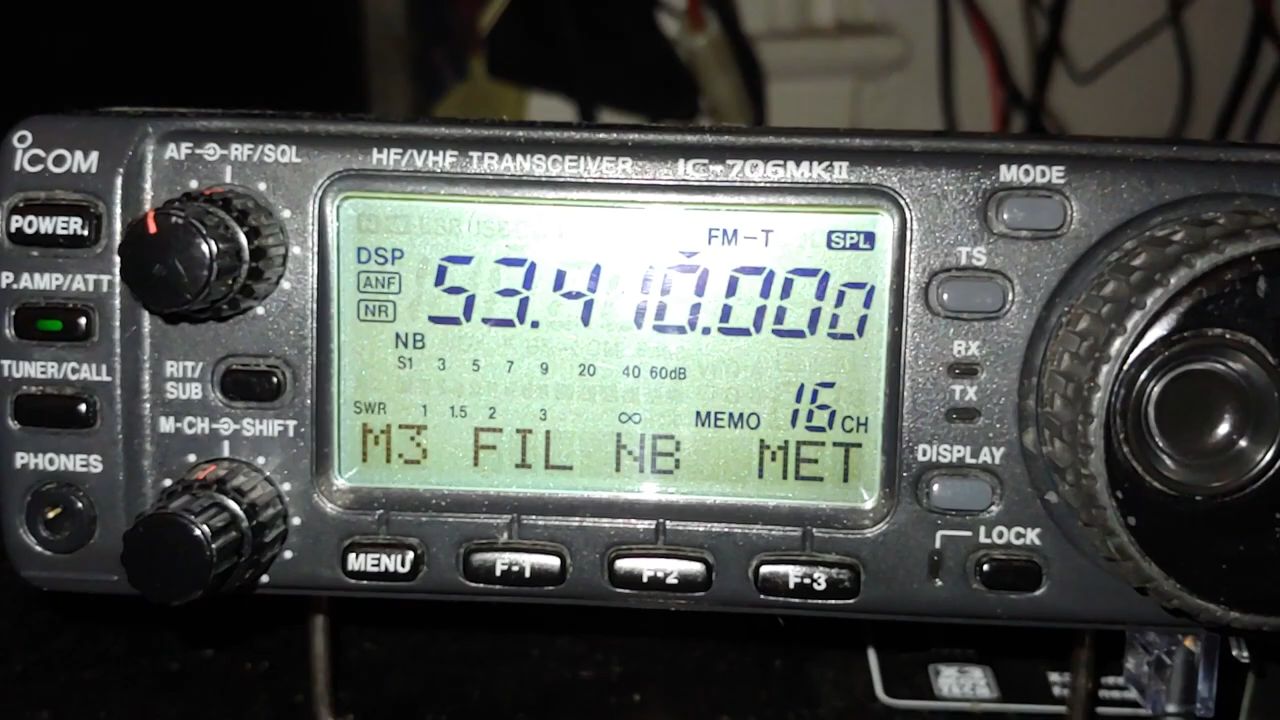 ICOM
AF RF/SQL
HF/VHF TRANSCEIVER IC-706MKII
MODE
POWER
FM-T SPL
TS
DSP
ANF
53.410.000
P.AMP/ATT
NR
NB
RX
S1 3 5 7 9 20 40 60dB
TUNER/CALL
RIT/
SUB
TX
SWR 1 1.5 2 3 ∞ MEMO 16 CH
M-CH SHIFT
M3 FIL NB MET
DISPLAY
PHONES
LOCK
MENU F-1 F-2 F-3